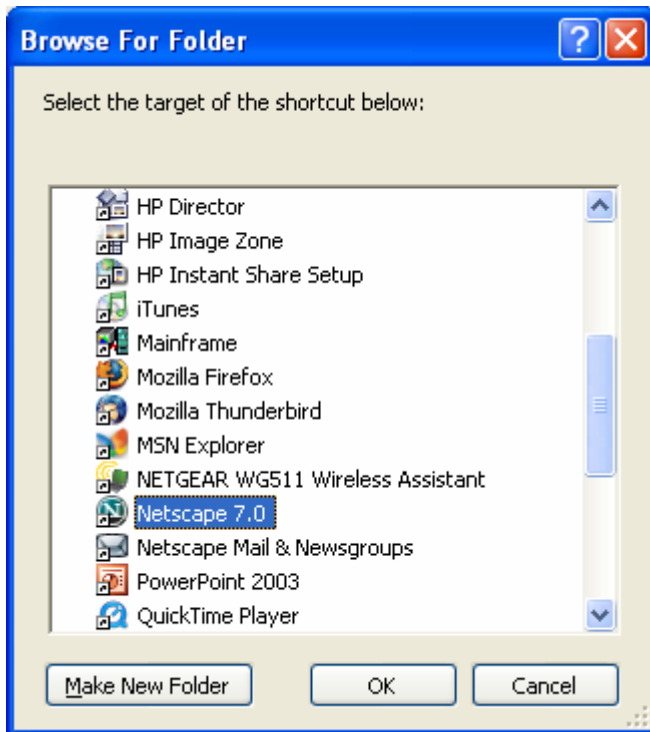 Browse For Folder
Select the target of the shortcut below:
HP Director
HP Image Zone
HP Instant Share Setup
iTunes
Mainframe
Mozilla Firefox
Mozilla Thunderbird
MSN Explorer
NETGEAR WG511 Wireless Assistant
Netscape 7.0
Netscape Mail & Newsgroups
PowerPoint 2003
QuickTime Player
Make New Folder OK Cancel